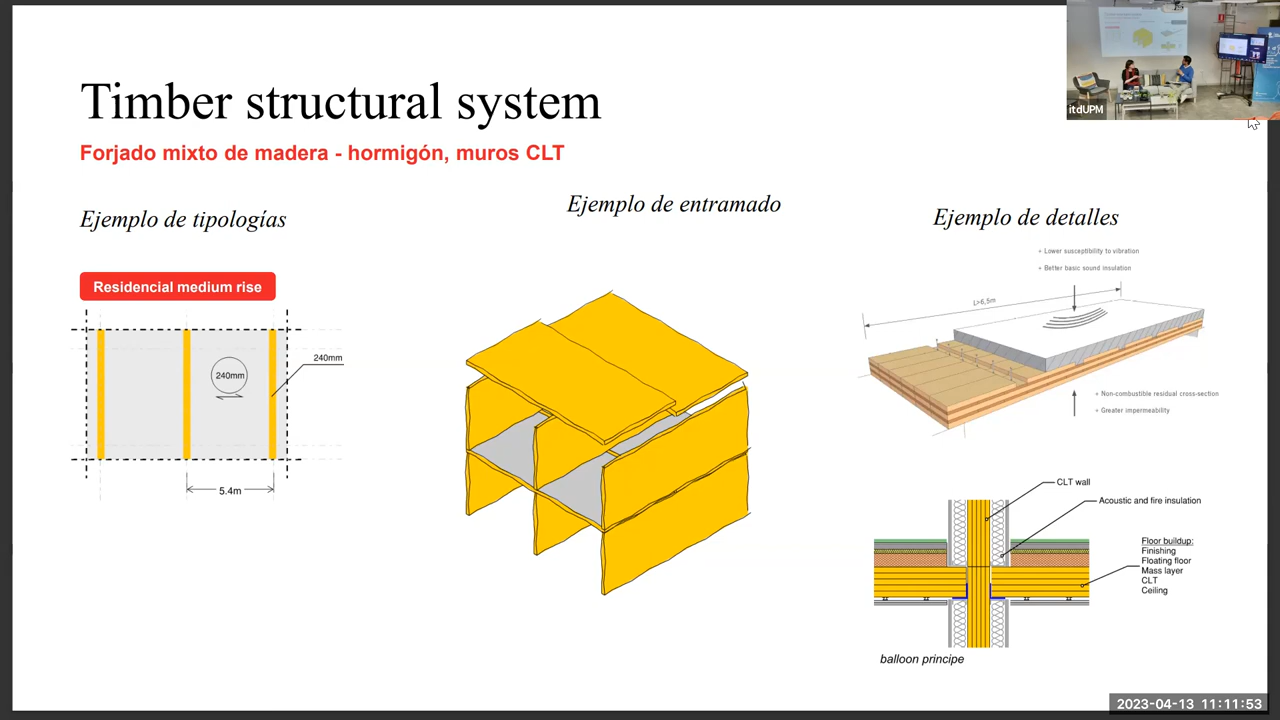 Timber structural system
Forjado mixto de madera - hormigón, muros CLT
itdUPM
Ejemplo de tipologías
Residencial medium rise
240mm
240mm
5.4m
Ejemplo de entramado
Ejemplo de detalles
+ Lower susceptibility to vibration
+ Better basic sound insulation
L>6,5m
+ Non-combustible residual cross-section
+ Greater impermeability
CLT wall
Acoustic and fire insulation
Floor buildup:
Finishing
Floating floor
Mass layer
CLT
Ceiling
balloon principe
2023-04-13 11:11:53